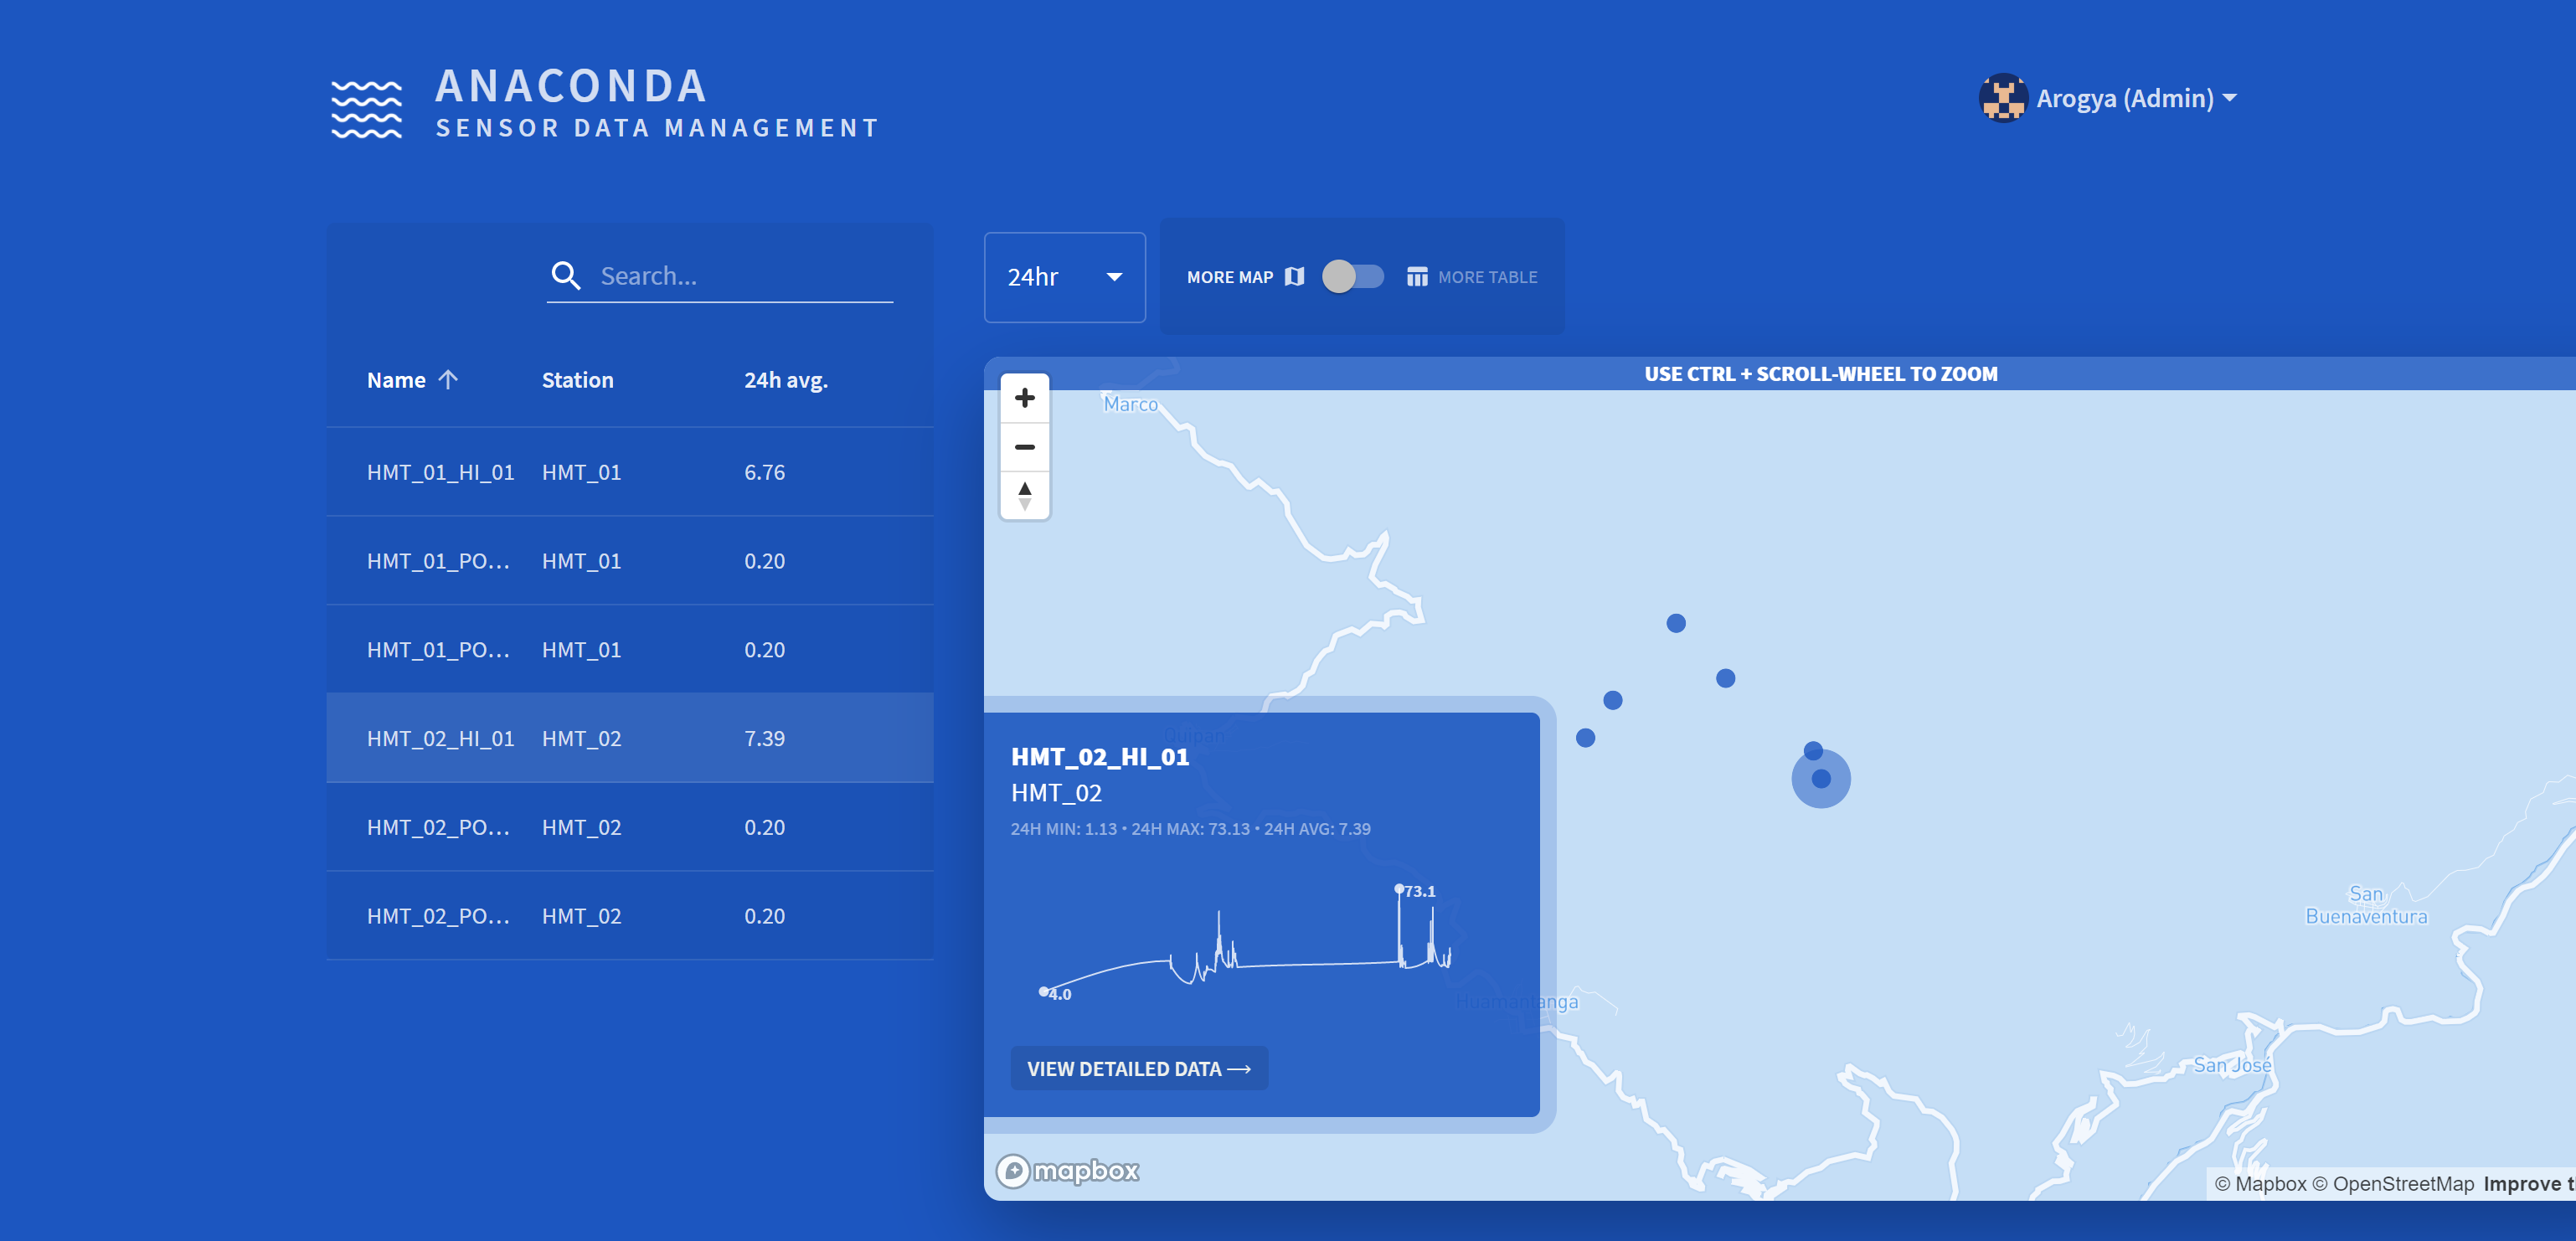 ANACONDA
SENSOR DATA MANAGEMENT
Arogya (Admin)
Search...
Name Station 24h avg.
HMT_01_HI_01 HMT_01 6.76
HMT_01_PO... HMT_01 0.20
HMT_01_PO... HMT_01 0.20
HMT_02_HI_01 HMT_02 7.39
HMT_02_PO... HMT_02 0.20
HMT_02_PO... HMT_02 0.20
24hr
MORE MAP MORE TABLE
USE CTRL + SCROLL-WHEEL TO ZOOM
Marco
Quipan
HMT_02_HI_01
HMT_02
24H MIN: 1.13 • 24H MAX: 73.13 • 24H AVG: 7.39
73.1
4.0
VIEW DETAILED DATA →
Huamantanga
San
Buenaventura
San José
mapbox
© Mapbox © OpenStreetMap Improve t